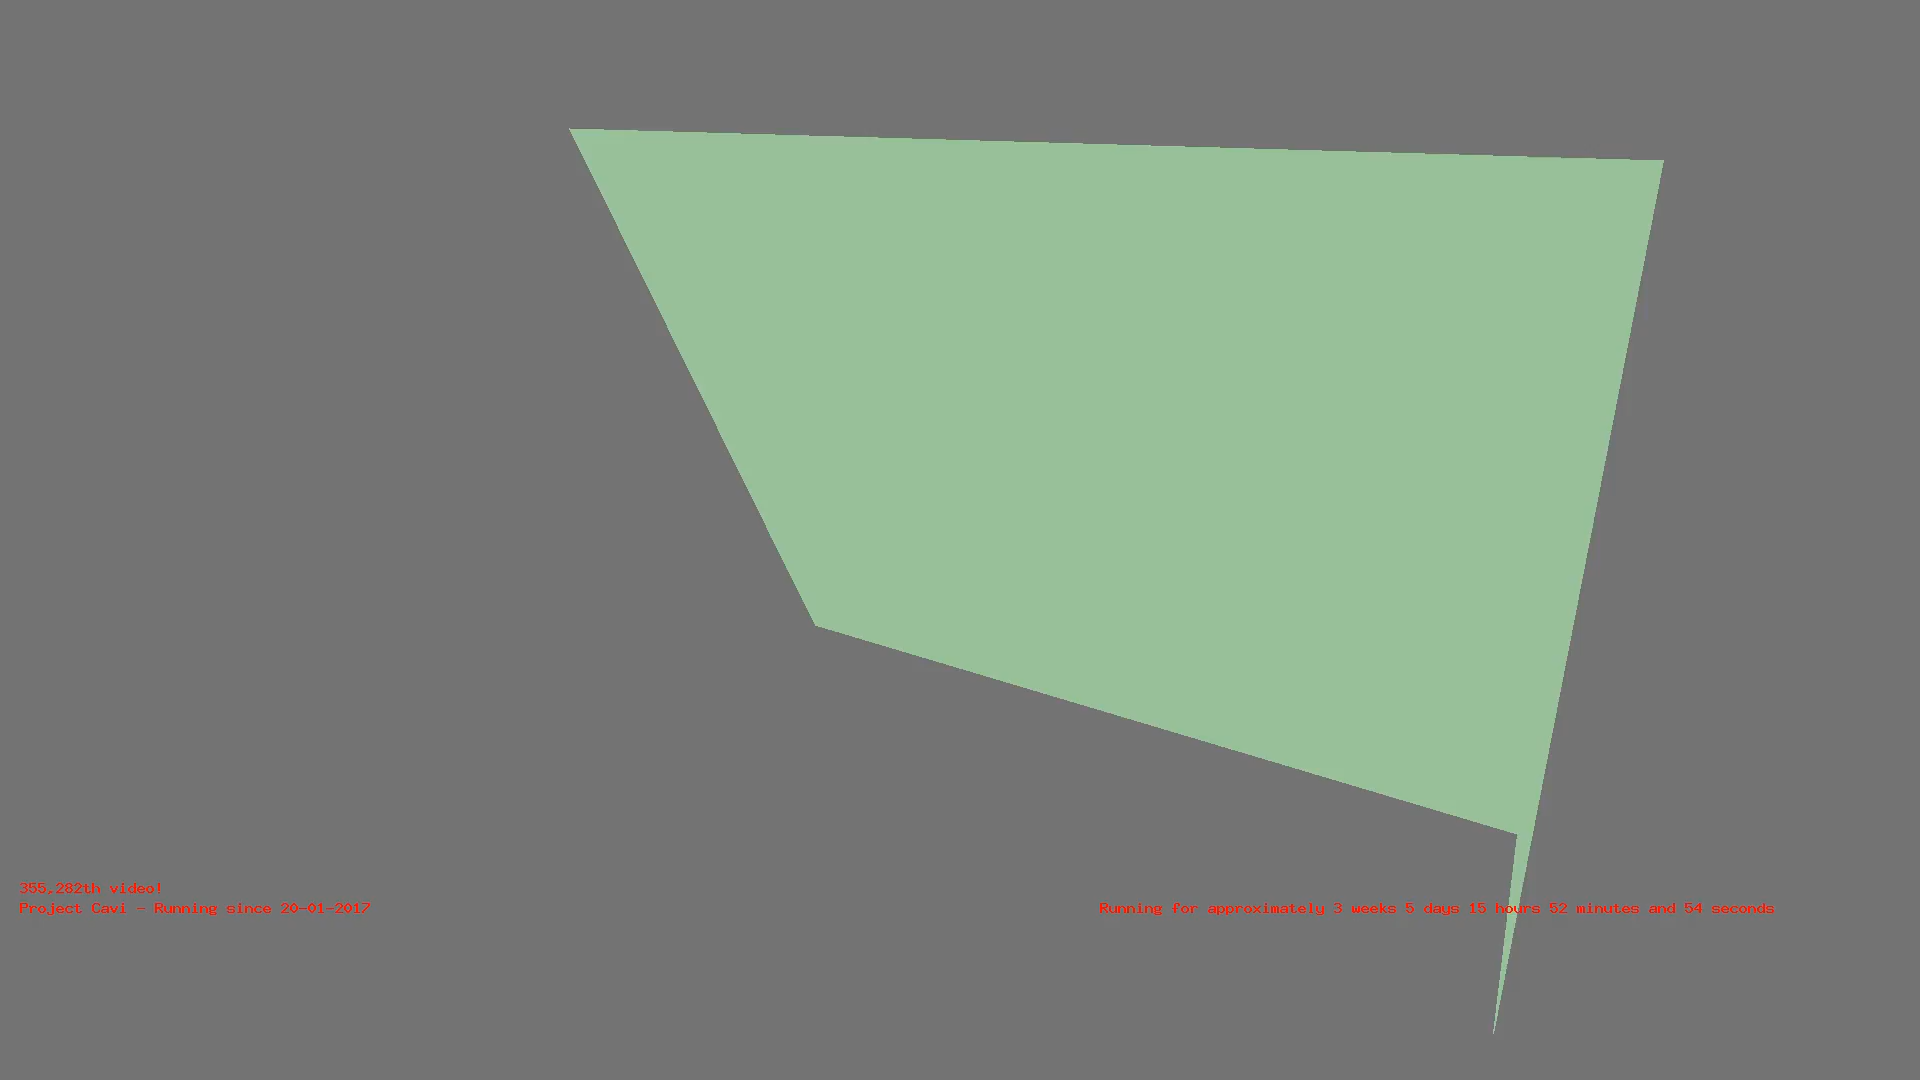 355,282th video!
Project Cavi - Running since 20-01-2017
Running for approximately 3 weeks 5 days 15 hours 52 minutes and 54 seconds